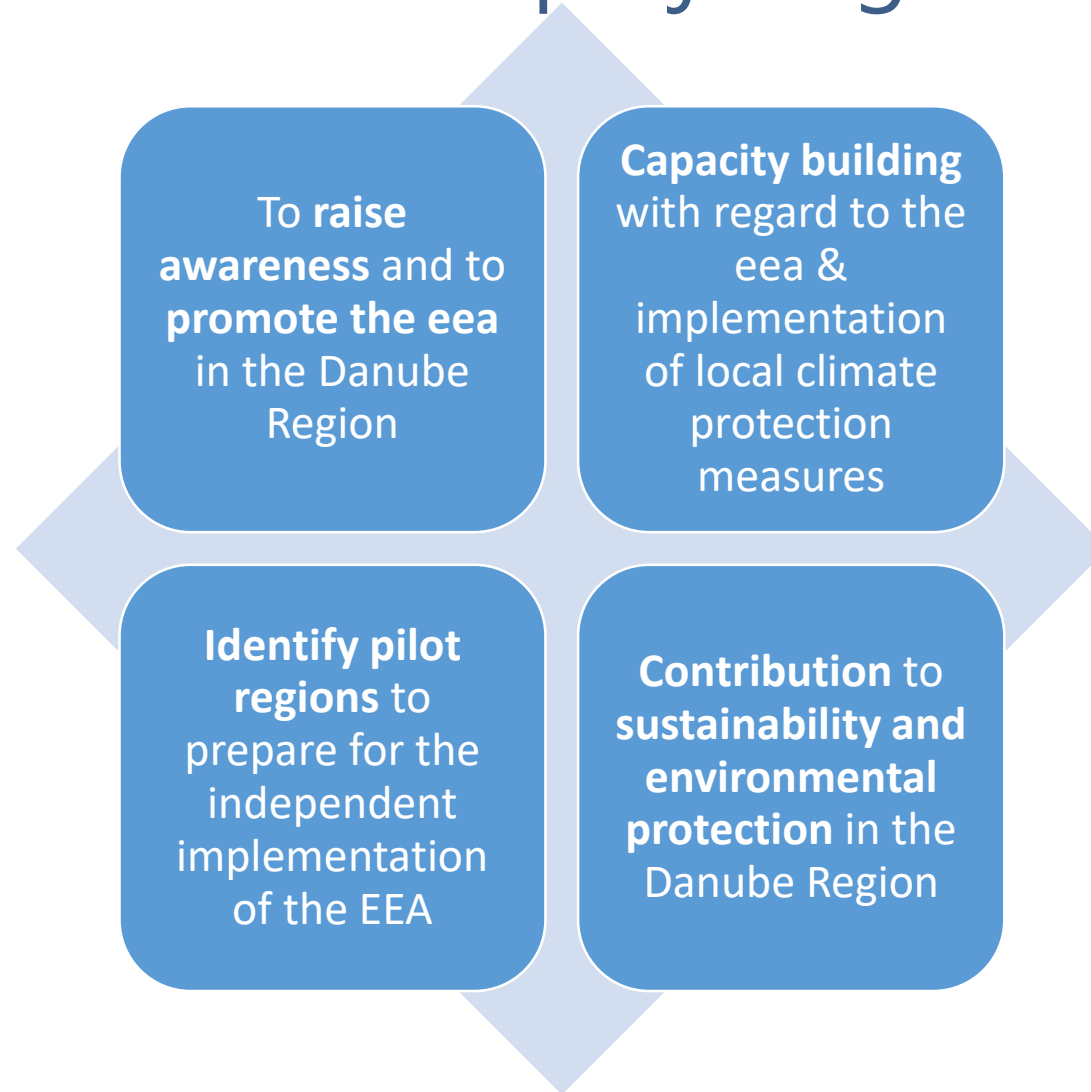 To raise
awareness and to
promote the eea
in the Danube
Region
Capacity building
with regard to the
eea &
implementation
of local climate
protection
measures
Identify pilot
regions to
prepare for the
independent
implementation
of the EEA
Contribution to
sustainability and
environmental
protection in the
Danube Region